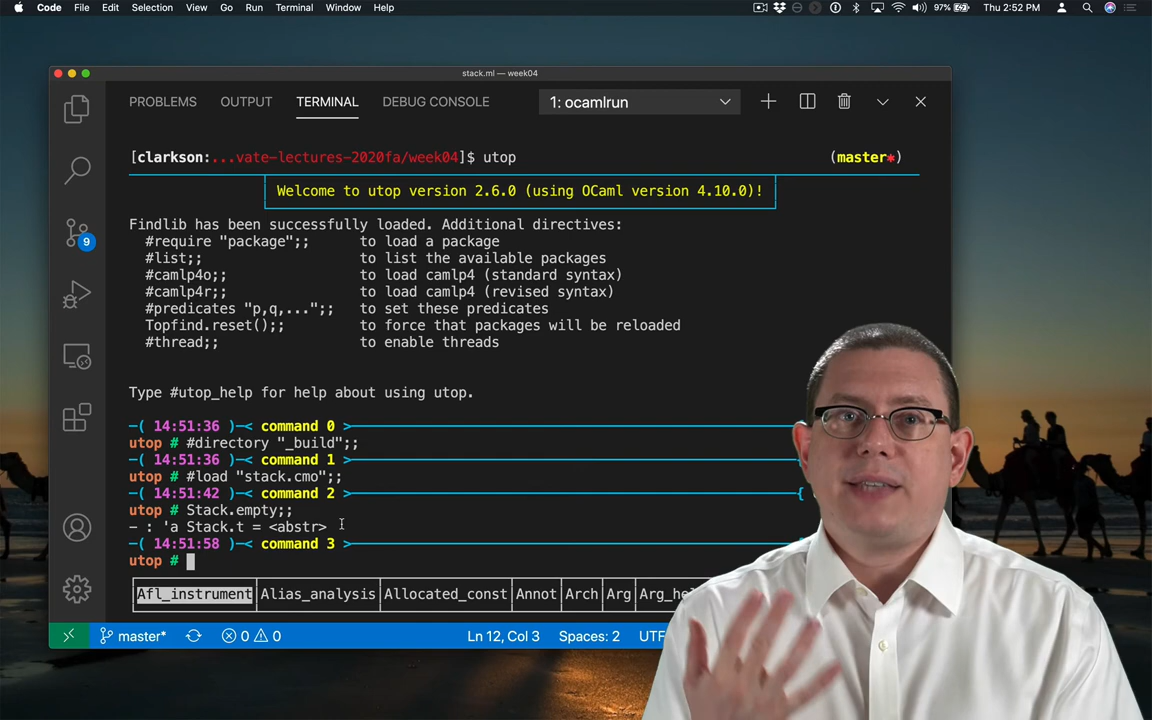 Code File Edit Selection View Go Run Terminal Window Help 97% Thu 2:52 PM
stack.ml — week04
PROBLEMS OUTPUT TERMINAL DEBUG CONSOLE 1: ocamlrun
[clarkson:...vate-lectures-2020fa/week04]$ utop (master*)
Welcome to utop version 2.6.0 (using OCaml version 4.10.0)!
Findlib has been successfully loaded. Additional directives:
#require "package";; to load a package
#list;; to list the available packages
#camlp4o;; to load camlp4 (standard syntax)
#camlp4r;; to load camlp4 (revised syntax)
#predicates "p,q,...";; to set these predicates
Topfind.reset();; to force that packages will be reloaded
#thread;; to enable threads
Type #utop_help for help about using utop.
-( 14:51:36 )-< command 0 >
utop # #directory "_build";;
-( 14:51:36 )-< command 1 >
utop # #load "stack.cmo";;
-( 14:51:42 )-< command 2 >
utop # Stack.empty;;
- : 'a Stack.t = <abstr>
-( 14:51:58 )-< command 3 >
utop #
Afl_instrument Alias_analysis Allocated_const Annot Arch Arg
9
master* 0 0 Ln 12, Col 3 Spaces: 2